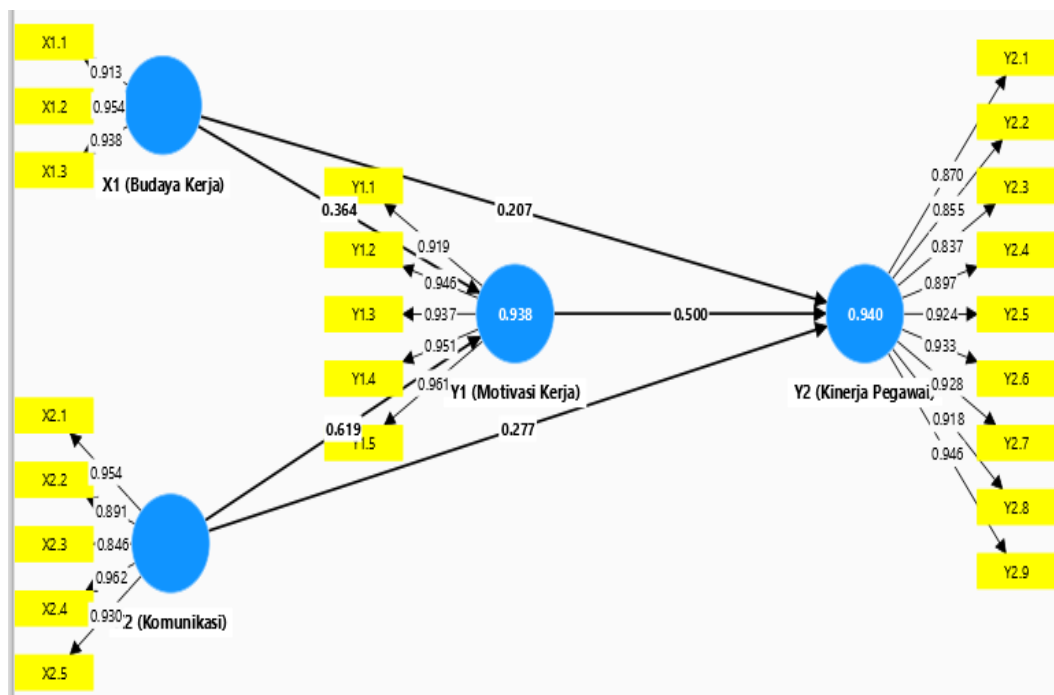 X1.1
0.913
X1.2
0.954
0.938
X1.3
X1 (Budaya Kerja)
0.364
0.207
Y1.1
0.919
Y1.2
0.946
Y1.3
0.937
0.951
Y1.4
0.961
Y1.5
0.938
Y1 (Motivasi Kerja)
0.500
0.619
0.277
X2.1
0.954
X2.2
0.891
X2.3
0.846
0.962
X2.4
0.930
X2.5
2 (Komunikasi)
0.940
Y2 (Kinerja Pegawai)
Y2.1
Y2.2
0.870
Y2.3
0.855
0.837
Y2.4
0.897
Y2.5
0.924
0.933
Y2.6
0.928
0.918
Y2.7
0.946
Y2.8
Y2.9